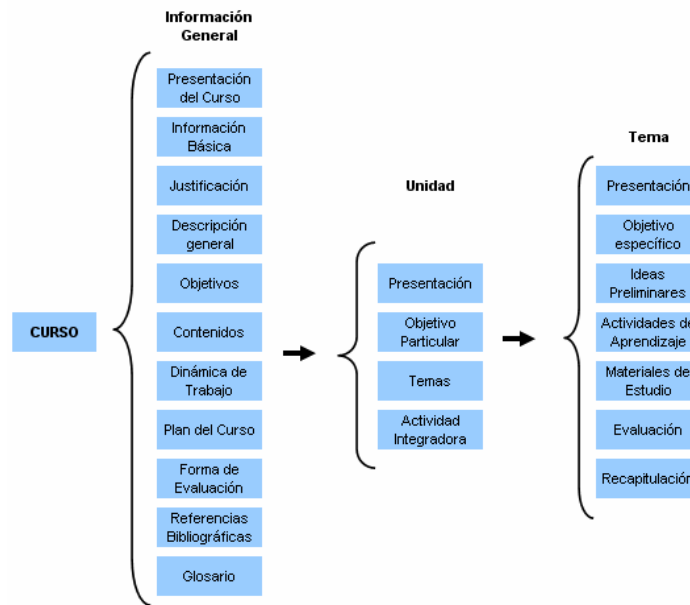 Información
General
Presentación
del Curso
Información
Básica
Justificación
Descripción
general
Objetivos
CURSO
Contenidos
Dinámica de
Trabajo
Plan del Curso
Forma de
Evaluación
Referencias
Bibliográficas
Glosario
Unidad
Presentación
Objetivo
Particular
Temas
Actividad
Integradora
Tema
Presentación
Objetivo
específico
Ideas
Preliminares
Actividades de
Aprendizaje
Materiales de
Estudio
Evaluación
Recapitulación